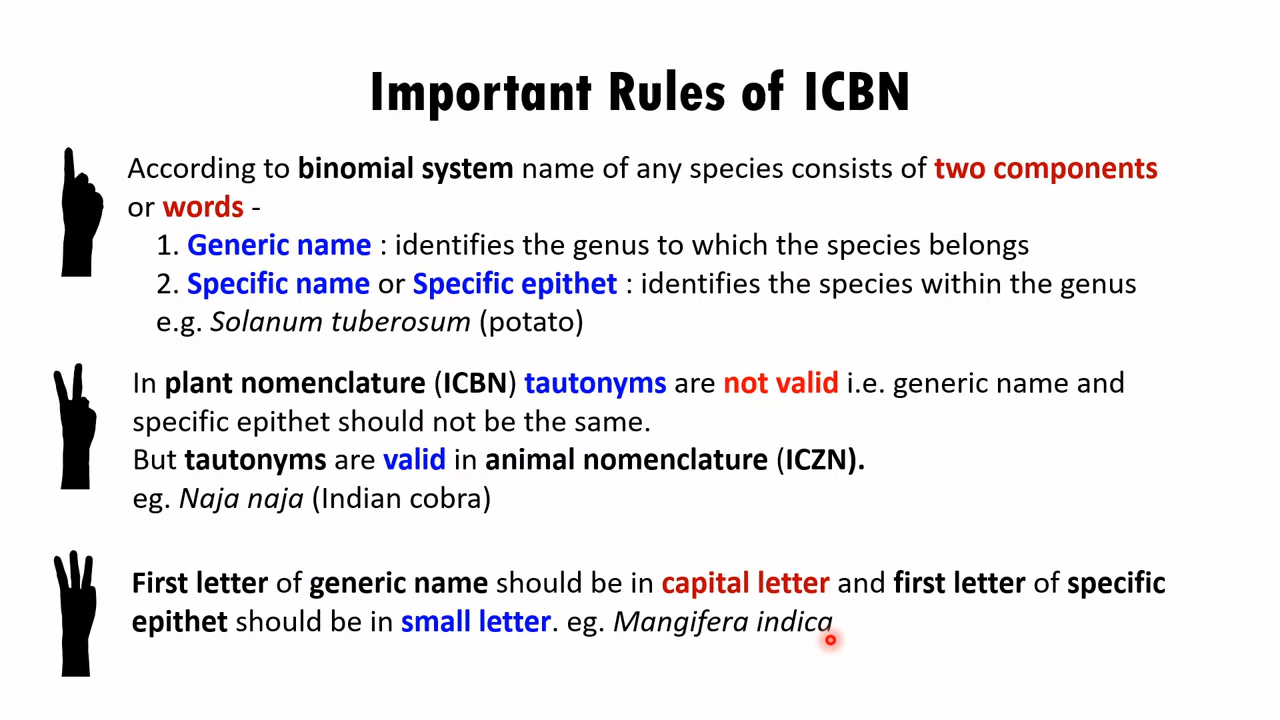 Important Rules of ICBN
According to binomial system name of any species consists of two components
or words -
1. Generic name : identifies the genus to which the species belongs
2. Specific name or Specific epithet : identifies the species within the genus
e.g. Solanum tuberosum (potato)
In plant nomenclature (ICBN) tautonyms are not valid i.e. generic name and
specific epithet should not be the same.
But tautonyms are valid in animal nomenclature (ICZN).
eg. Naja naja (Indian cobra)
First letter of generic name should be in capital letter and first letter of specific
epithet should be in small letter. eg. Mangifera indica